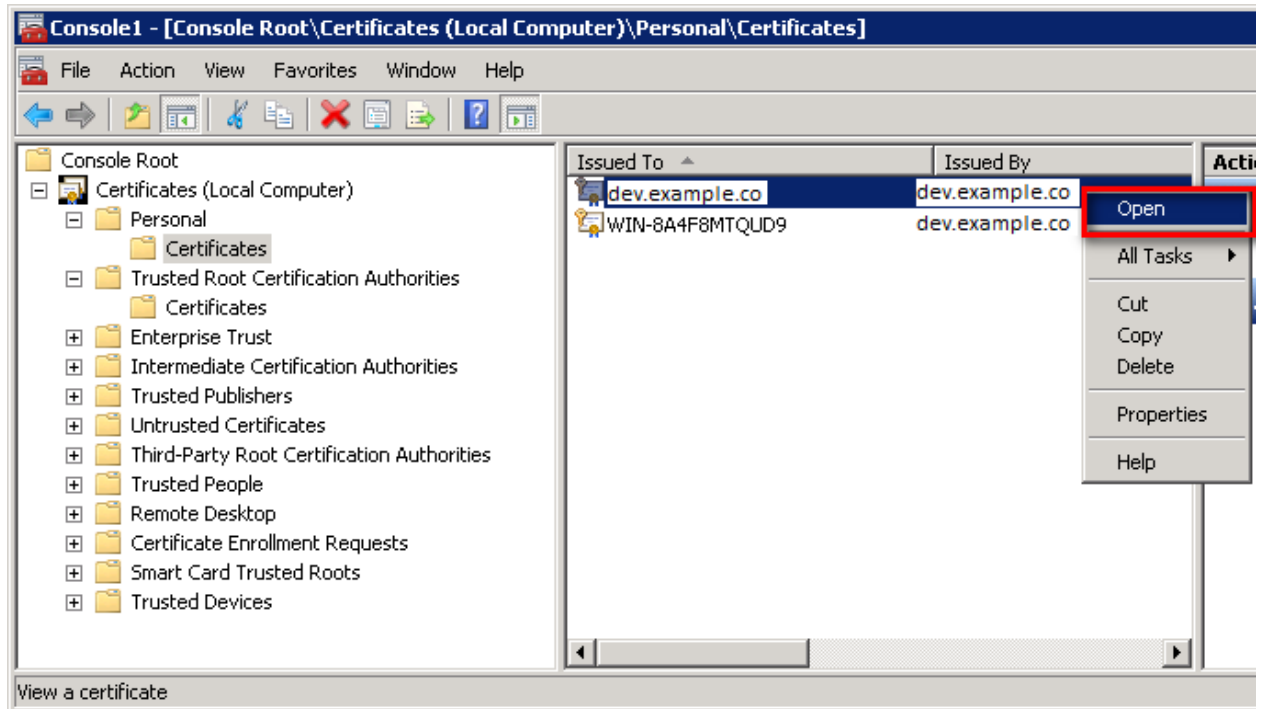 Console1 - [Console Root\Certificates (Local Computer)\Personal\Certificates]
File Action View Favorites Window Help
Console Root
Certificates (Local Computer)
Personal
Certificates
Trusted Root Certification Authorities
Certificates
Enterprise Trust
Intermediate Certification Authorities
Trusted Publishers
Untrusted Certificates
Third-Party Root Certification Authorities
Trusted People
Remote Desktop
Certificate Enrollment Requests
Smart Card Trusted Roots
Trusted Devices
Issued To Issued By
dev.example.co dev.example.co
WIN-8A4F8MTQUD9 dev.example.co
Acti
Open
All Tasks
Cut
Copy
Delete
Properties
Help
View a certificate